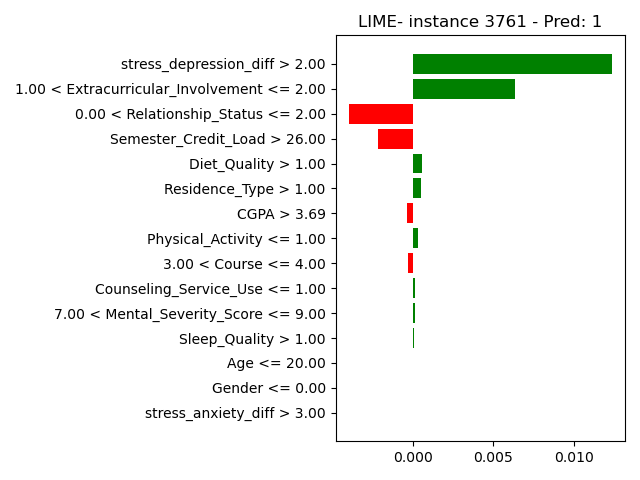 LIME- instance 3761 - Pred: 1
stress_depression_diff > 2.00
1.00 < Extracurricular_Involvement <= 2.00
0.00 < Relationship_Status <= 2.00
Semester_Credit_Load > 26.00
Diet_Quality > 1.00
Residence_Type > 1.00
CGPA > 3.69
Physical_Activity <= 1.00
3.00 < Course <= 4.00
Counseling_Service_Use <= 1.00
7.00 < Mental_Severity_Score <= 9.00
Sleep_Quality > 1.00
Age <= 20.00
Gender <= 0.00
stress_anxiety_diff > 3.00
0.000 0.005 0.010